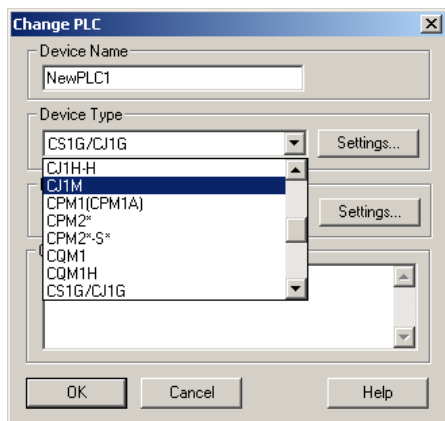 Change PLC
Device Name
NewPLC1
Device Type
CS1G/CJ1G
Settings...
CJ1H-H
CJ1M
CPM1(CPM1A)
CPM2*
Settings...
CPM2*-S*
CQM1
CQM1H
CS1G/CJ1G
OK Cancel Help